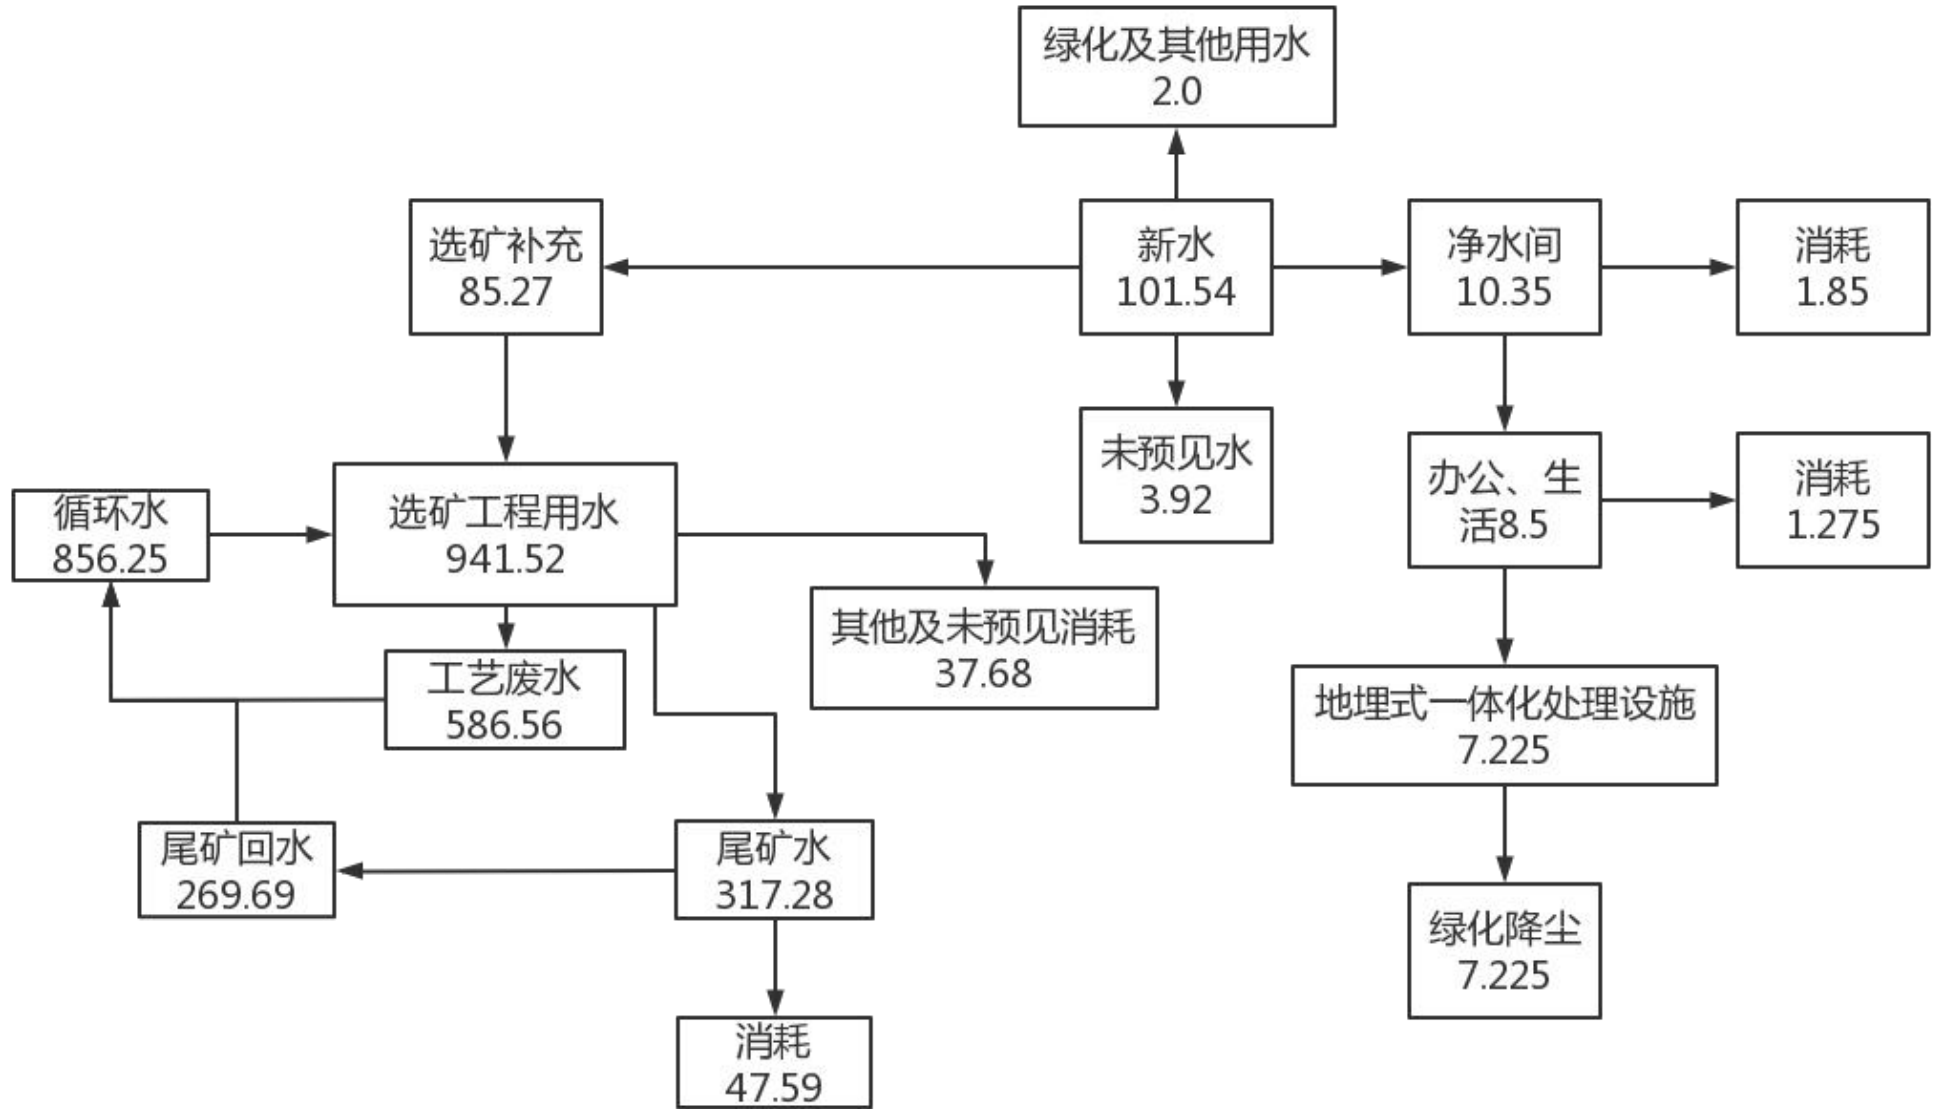 绿化及其他用水
2.0
选矿补充
85.27
新水
101.54
净水间
10.35
消耗
1.85
未预见水
3.92
办公、生
活8.5
消耗
1.275
循环水
856.25
选矿工程用水
941.52
其他及未预见消耗
37.68
工艺废水
586.56
地埋式一体化处理设施
7.225
尾矿回水
269.69
尾矿水
317.28
绿化降尘
7.225
消耗
47.59